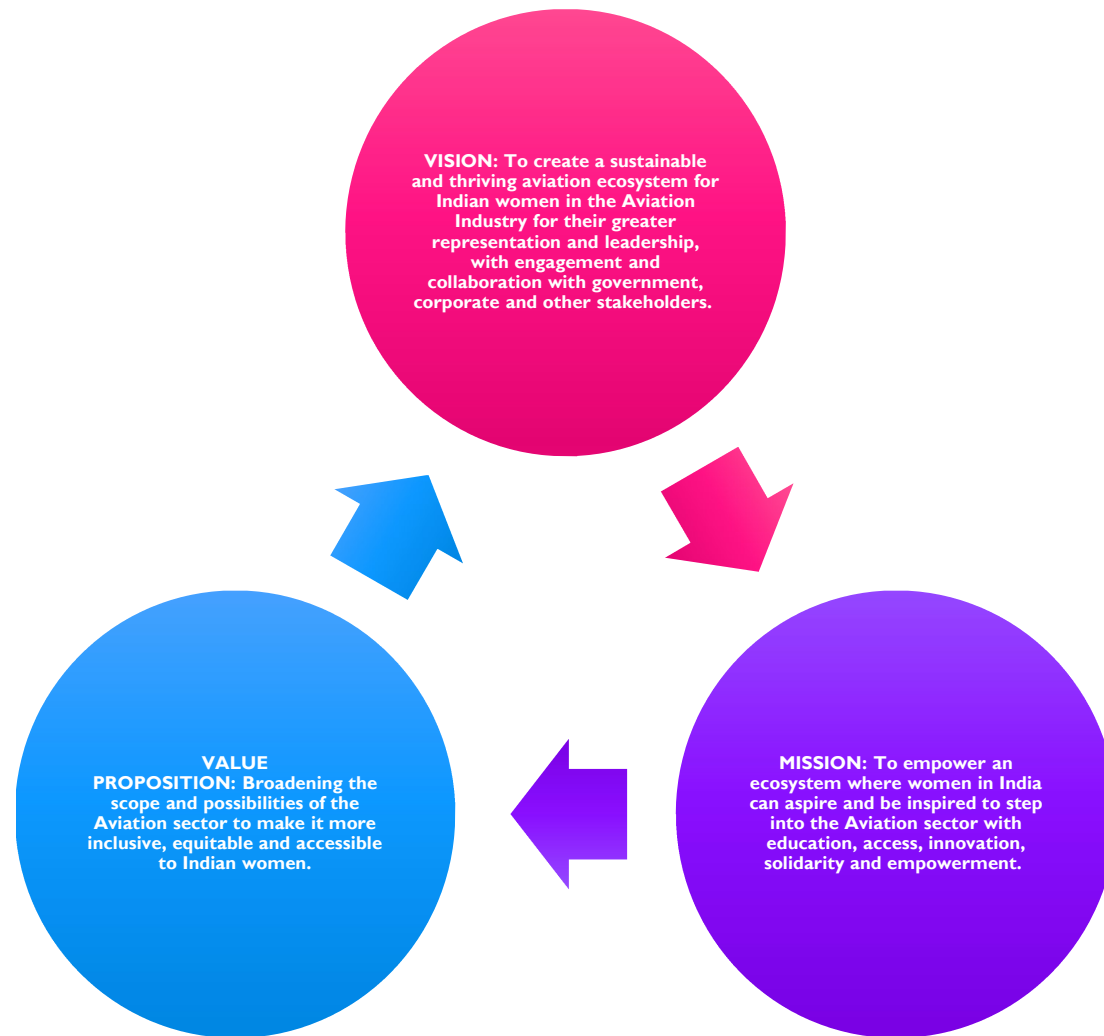 VISION: To create a sustainable
and thriving aviation ecosystem for
Indian women in the Aviation
Industry for their greater
representation and leadership,
with engagement and
collaboration with government,
corporate and other stakeholders.
MISSION: To empower an
ecosystem where women in India
can aspire and be inspired to step
into the Aviation sector with
education, access, innovation,
solidarity and empowerment.
VALUE
PROPOSITION: Broadening the
scope and possibilities of the
Aviation sector to make it more
inclusive, equitable and accessible
to Indian women.